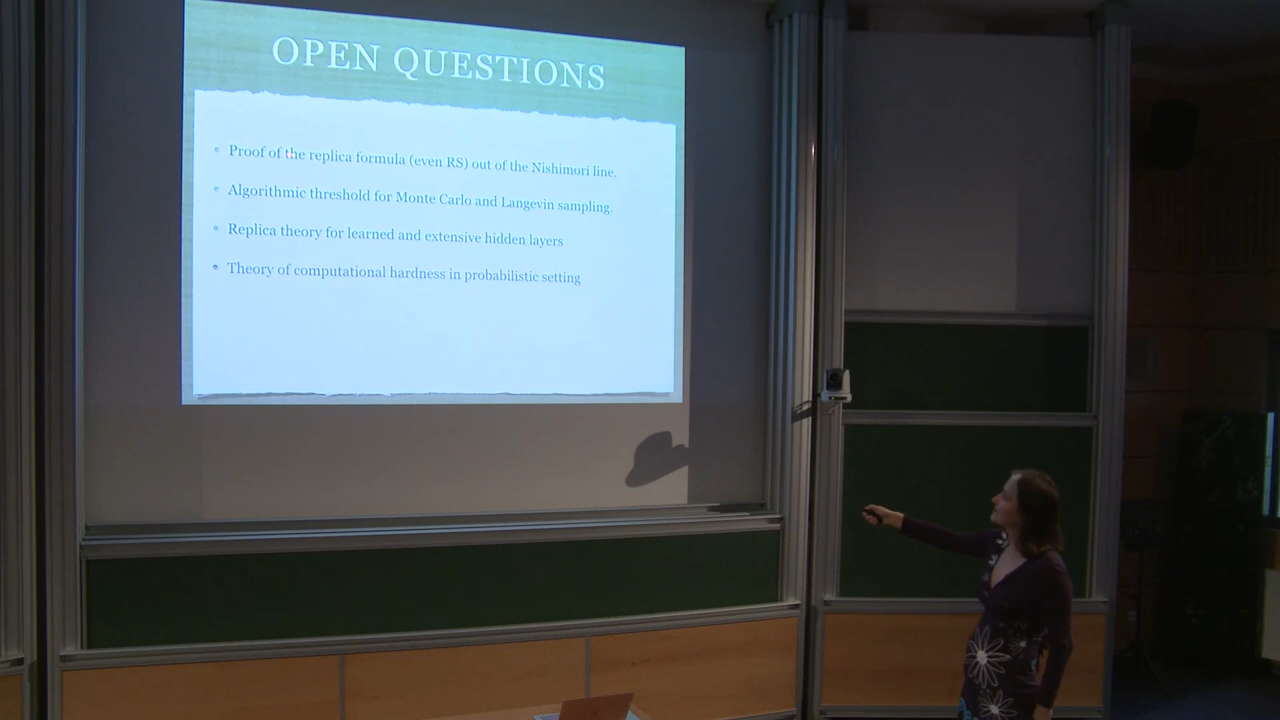 OPEN QUESTIONS
• Proof of the replica formula (even RS) out of the Nishimori line.
• Algorithmic threshold for Monte Carlo and Langevin sampling.
• Replica theory for learned and extensive hidden layers
• Theory of computational hardness in probabilistic setting